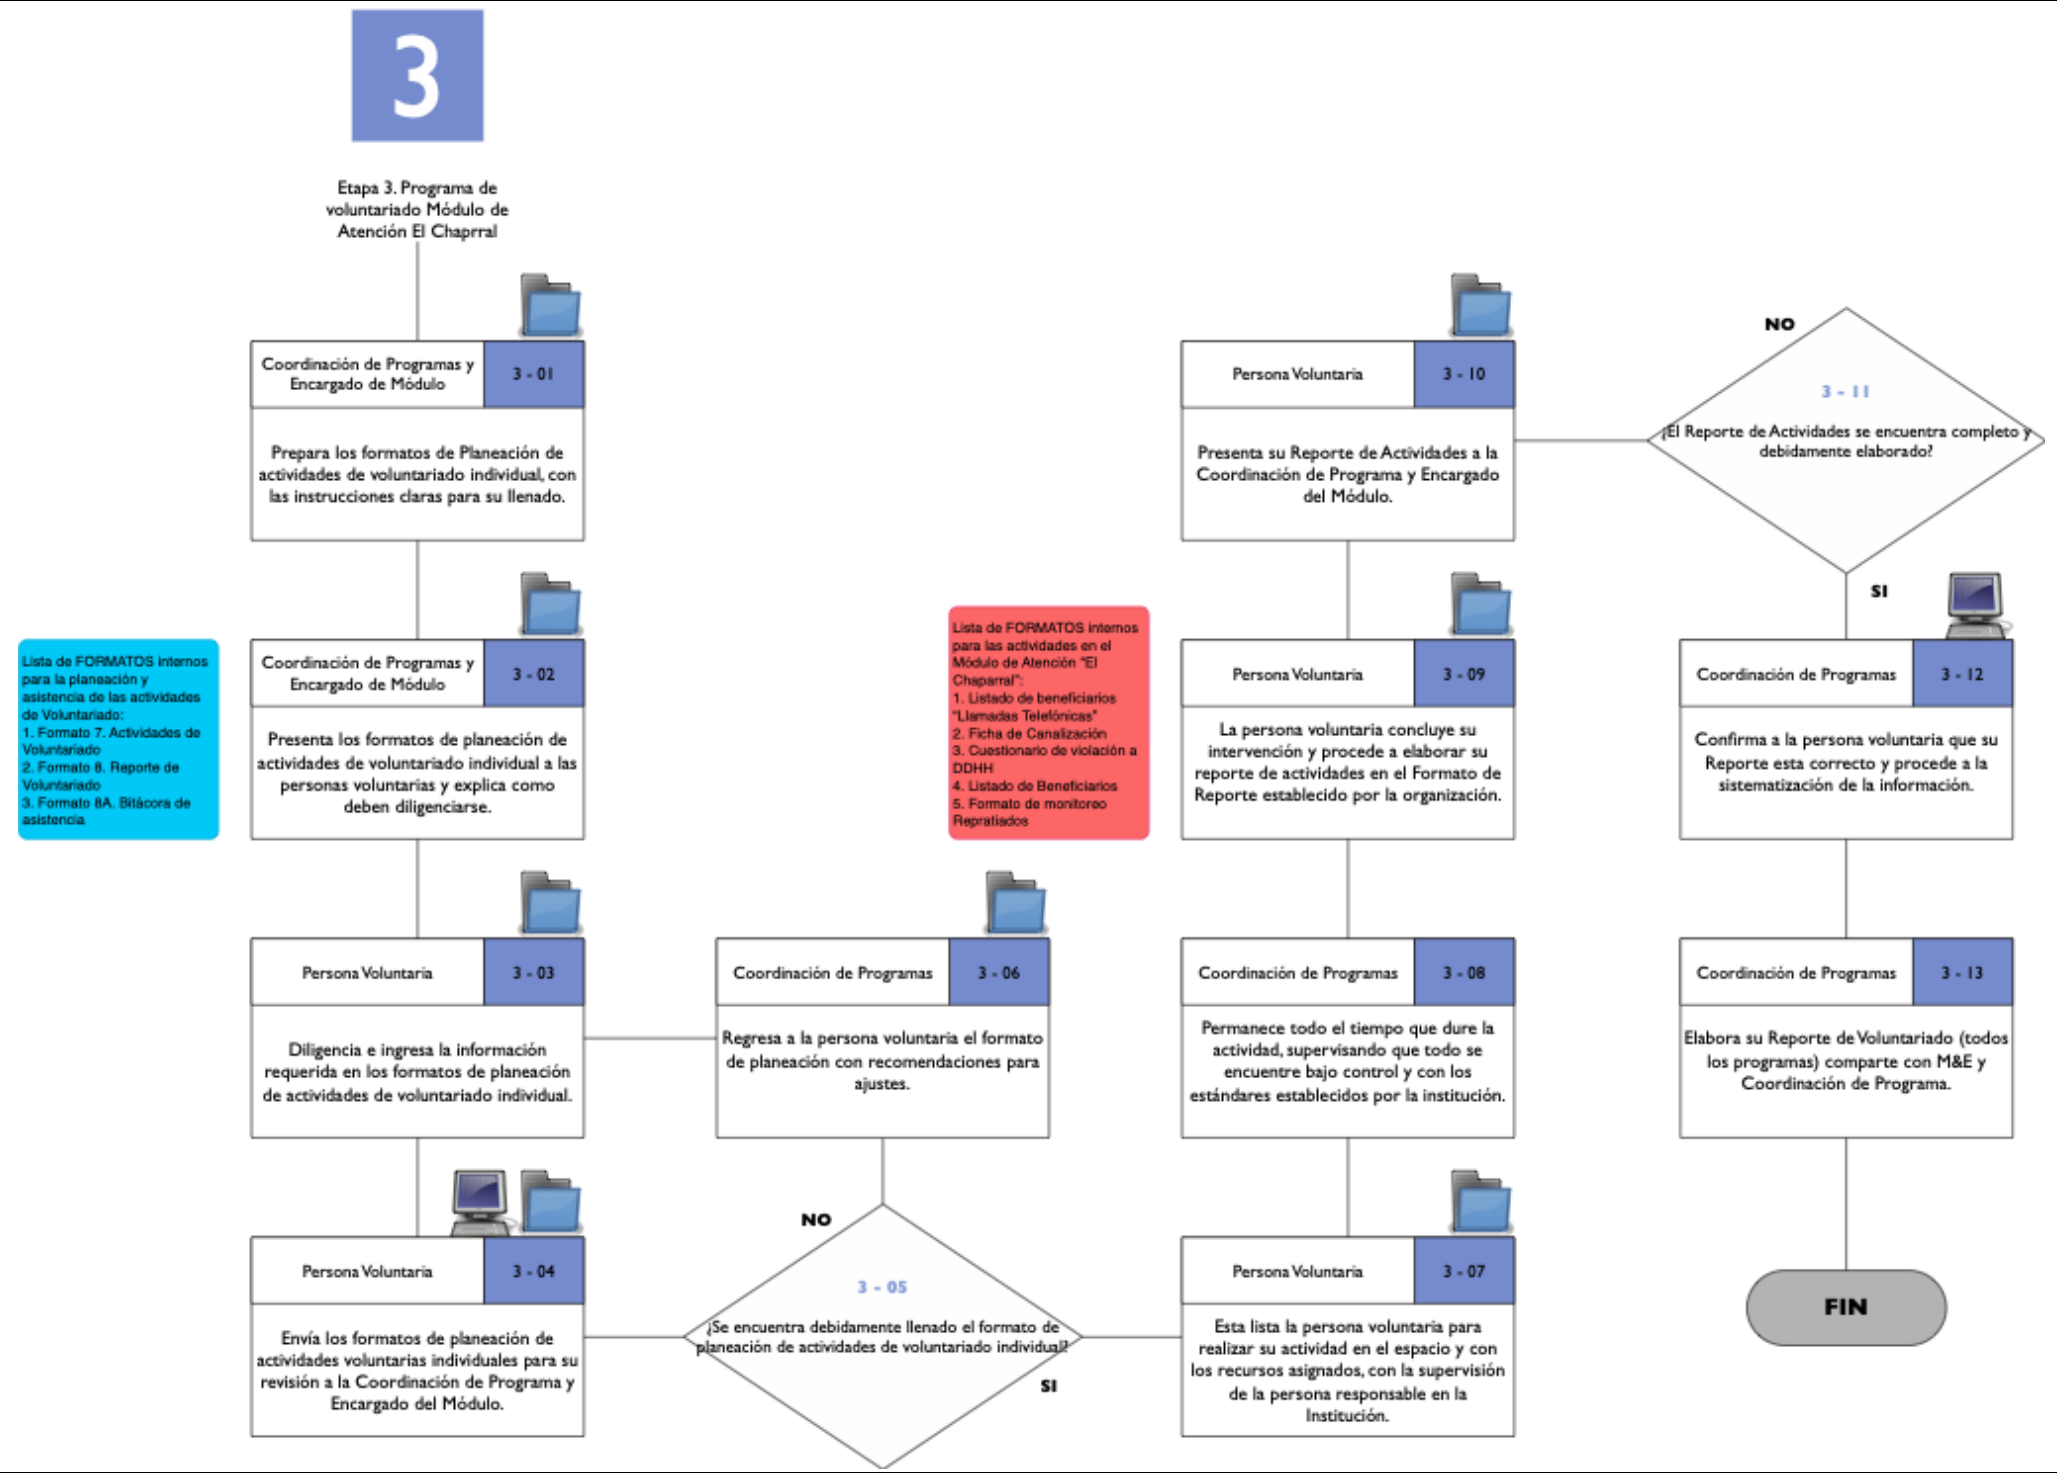 3
Etapa 3. Programa de
voluntariado Módulo de
Atención El Chaprral
Coordinación de Programas y
Encargado de Módulo
3 - 01
Prepara los formatos de Planeación de
actividades de voluntariado individual, con
las instrucciones claras para su llenado.
Lista de FORMATOS internos
para la planeación y
asistencia de las actividades
de Voluntariado:
1. Formato 7. Actividades de
Voluntariado
2. Formato 8. Reporte de
Voluntariado
3. Formato 8A. Bitácora de
asistencia
Coordinación de Programas y
Encargado de Módulo
3 - 02
Presenta los formatos de planeación de
actividades de voluntariado individual a las
personas voluntarias y explica como
deben diligenciarse.
Persona Voluntaria
3 - 03
Diligencia e ingresa la información
requerida en los formatos de planeación
de actividades de voluntariado individual.
Persona Voluntaria
3 - 04
Envía los formatos de planeación de
actividades voluntarias individuales para su
revisión a la Coordinación de Programa y
Encargado del Módulo.
NO
3 - 05
¿Se encuentra debidamente llenado el formato de
planeación de actividades de voluntariado individual?
SI
Coordinación de Programas
3 - 06
Regresa a la persona voluntaria el formato
de planeación con recomendaciones para
ajustes.
Persona Voluntaria
3 - 07
Esta lista la persona voluntaria para
realizar su actividad en el espacio y con
los recursos asignados, con la supervisión
de la persona responsable en la
Institución.
Coordinación de Programas
3 - 08
Permanece todo el tiempo que dure la
actividad, supervisando que todo se
encuentre bajo control y con los
estándares establecidos por la institución.
Lista de FORMATOS internos
para las actividades en el
Módulo de Atención "El
Chaparral":
1. Listado de beneficiarios
"Llamadas Telefónicas"
2. Ficha de Canalización
3. Cuestionario de violación a
DDHH
4. Listado de Beneficiarios
5. Formato de monitoreo
Repratiados
Persona Voluntaria
3 - 09
La persona voluntaria concluye su
intervención y procede a elaborar su
reporte de actividades en el Formato de
Reporte establecido por la organización.
Persona Voluntaria
3 - 10
Presenta su Reporte de Actividades a la
Coordinación de Programa y Encargado
del Módulo.
NO
3 - 11
¿El Reporte de Actividades se encuentra completo y
debidamente elaborado?
SI
Coordinación de Programas
3 - 12
Confirma a la persona voluntaria que su
Reporte esta correcto y procede a la
sistematización de la información.
Coordinación de Programas
3 - 13
Elabora su Reporte de Voluntariado (todos
los programas) comparte con M&E y
Coordinación de Programa.
FIN